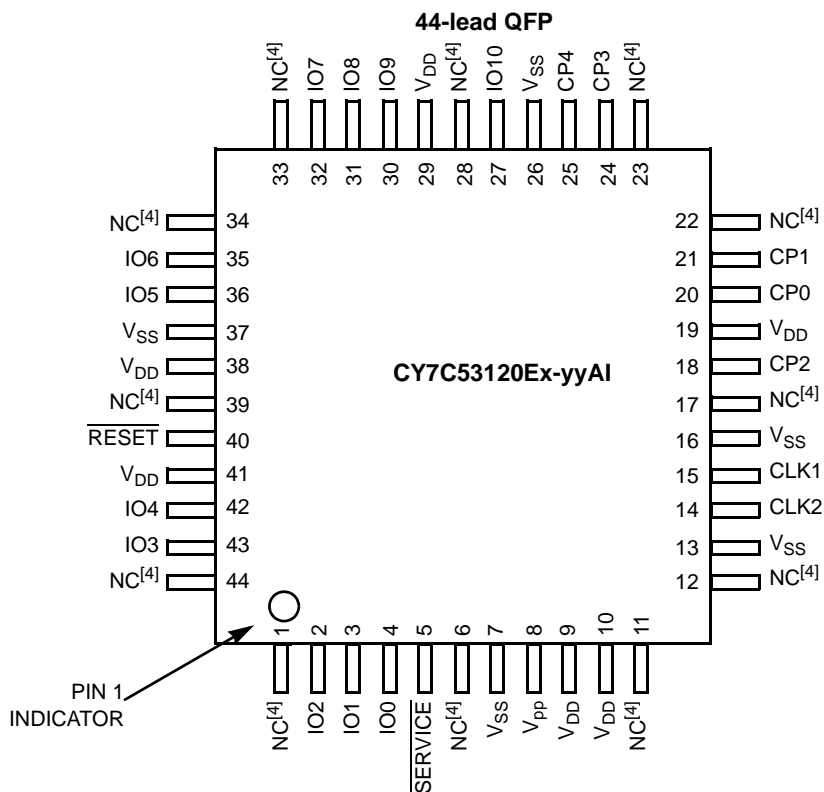 44-lead QFP
NC[4] IO7 IO8 IO9 VDD NC[4] IO10 VSS CP4 CP3 NC[4]
33 32 31 30 29 28 27 26 25 24 23
NC[4] 34 22 NC[4]
IO6 35 21 CP1
IO5 36 20 CP0
VSS 37 19 VDD
VDD 38 CY7C53120Ex-yyAI 18 CP2
NC[4] 39 17 NC[4]
RESET 40 16 VSS
VDD 41 15 CLK1
IO4 42 14 CLK2
IO3 43 13 VSS
NC[4] 44 12 NC[4]
1 2 3 4 5 6 7 8 9 10 11
NC[4] IO2 IO1 IO0 SERVICE NC[4] VSS Vpp VDD VDD NC[4]
PIN 1
INDICATOR